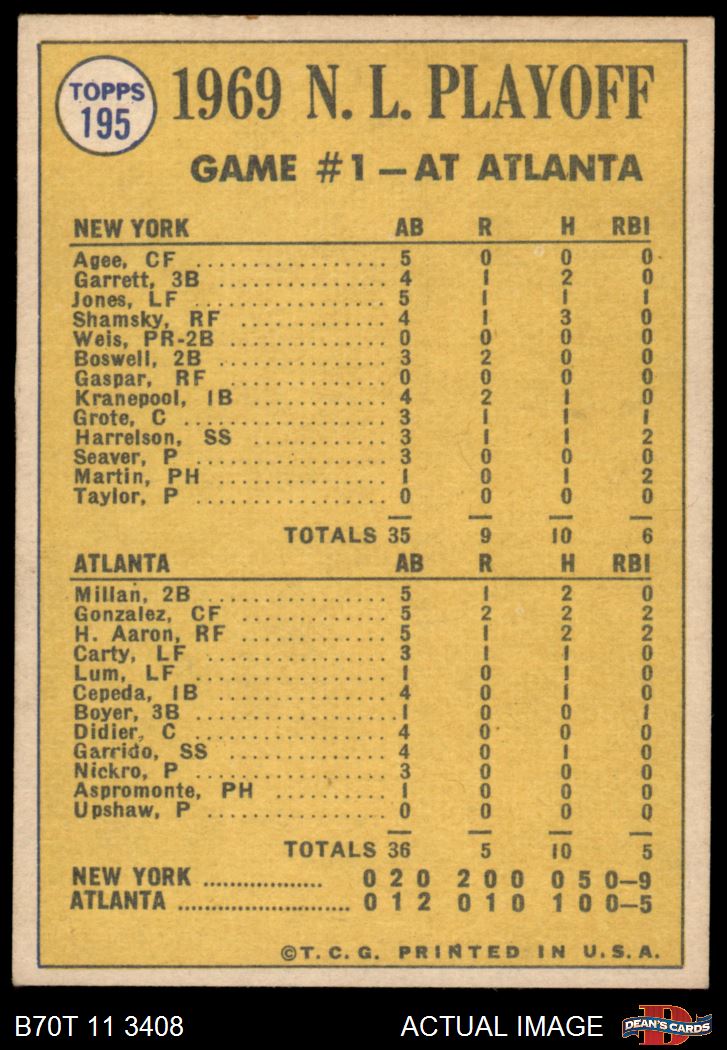 TOPPS
195
1969 N. L. PLAYOFF
GAME #1 — AT ATLANTA
NEW YORK AB R H RBI
Agee, CF ................. 5 0 0 0
Garrett, 3B .............. 4 1 2 0
Jones, LF ................ 5 1 1 1
Shamsky, RF ............. 4 1 3 0
Weis, PR-2B ............. 0 0 0 0
Boswell, 2B ............. 3 2 0 0
Gaspar, RF .............. 0 0 0 0
Kranepool, 1B ........... 4 2 1 0
Grote, C ................. 3 1 1 1
Harrelson, SS ........... 3 1 1 2
Seaver, P ................ 3 0 0 0
Martin, PH .............. 1 0 1 2
Taylor, P ................ 0 0 0 0
TOTALS 35 9 10 6
ATLANTA AB R H RBI
Millan, 2B ............... 5 1 2 0
Gonzalez, CF ............ 5 2 2 2
H. Aaron, RF ............ 5 1 2 2
Carty, LF ................ 3 1 1 0
Lum, LF ................. 1 0 1 0
Cepeda, 1B .............. 4 0 1 0
Boyer, 3B ................ 1 0 0 1
Didier, C ................ 4 0 0 0
Garrido, SS ............. 4 0 1 0
Nickro, P ................ 3 0 0 0
Aspromonte, PH ......... 1 0 0 0
Upshaw, P ............... 0 0 0 0
TOTALS 36 5 10 5
NEW YORK .................. 0 2 0 2 0 0 0 5 0—9
ATLANTA ......................... 0 1 2 0 1 0 1 0 0—5
©T. C. G. PRINTED IN U. S. A.
B70T 11 3408 ACTUAL IMAGE
D
DEAN'S CARDS